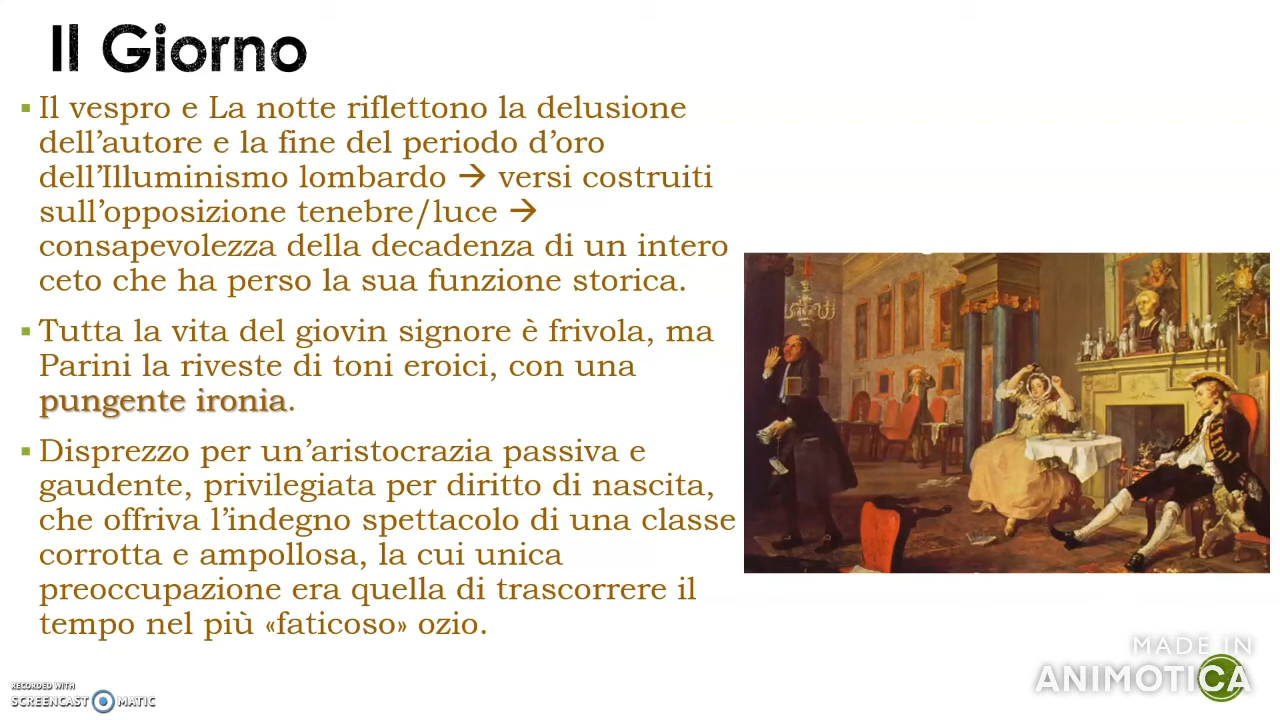 Il Giorno
▪ Il vespro e La notte riflettono la delusione
dell’autore e la fine del periodo d’oro
dell’Illuminismo lombardo → versi costruiti
sull’opposizione tenebre/luce →
consapevolezza della decadenza di un intero
ceto che ha perso la sua funzione storica.
▪ Tutta la vita del giovin signore è frivola, ma
Parini la riveste di toni eroici, con una
pungente ironia.
▪ Disprezzo per un’aristocrazia passiva e
gaudente, privilegiata per diritto di nascita,
che offriva l’indegno spettacolo di una classe
corrotta e ampollosa, la cui unica
preoccupazione era quella di trascorrere il
tempo nel più «faticoso» ozio.
MADE IN
ANIMOTICA
RECORDED WITH
SCREENCAST MATIC